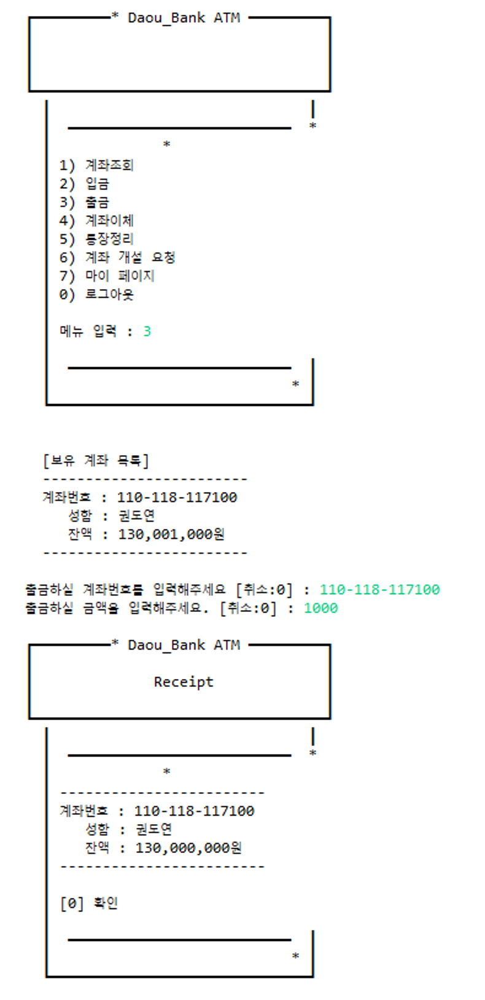 * Daou_Bank ATM
*
*
1) 계좌조회
2) 입금
3) 출금
4) 계좌이체
5) 통장정리
6) 계좌 개설 요청
7) 마이 페이지
0) 로그아웃
메뉴 입력 : 3
*
[보유 계좌 목록]
------------------------
계좌번호 : 110-118-117100
성함 : 권도연
잔액 : 130,001,000원
------------------------
출금하실 계좌번호를 입력해주세요 [취소:0] : 110-118-117100
출금하실 금액을 입력해주세요. [취소:0] : 1000
* Daou_Bank ATM
Receipt
*
*
------------------------
계좌번호 : 110-118-117100
성함 : 권도연
잔액 : 130,000,000원
------------------------
[0] 확인
*